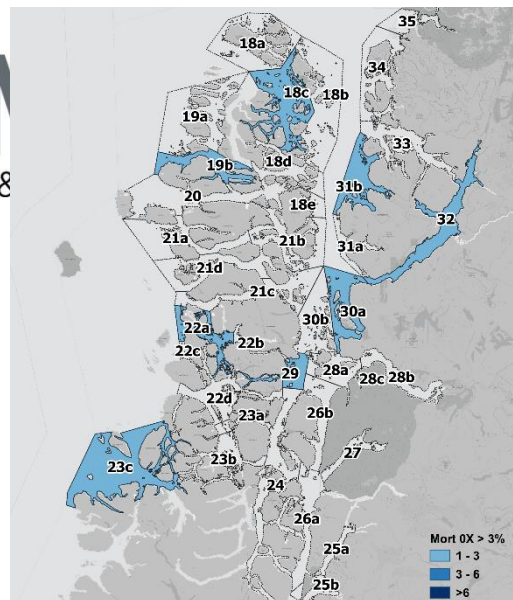 35
18a
34
18c
18b
19a
33
19b
18d
31b
&
20
18e
32
21a
21b
31a
21d
21c
30a
30b
22a
22b
22c
29
28a
28c
28b
22d
23a
26b
23b
27
23c
24
26a
25a
25b
Mort 0X > 3%
1 - 3
3 - 6
>6